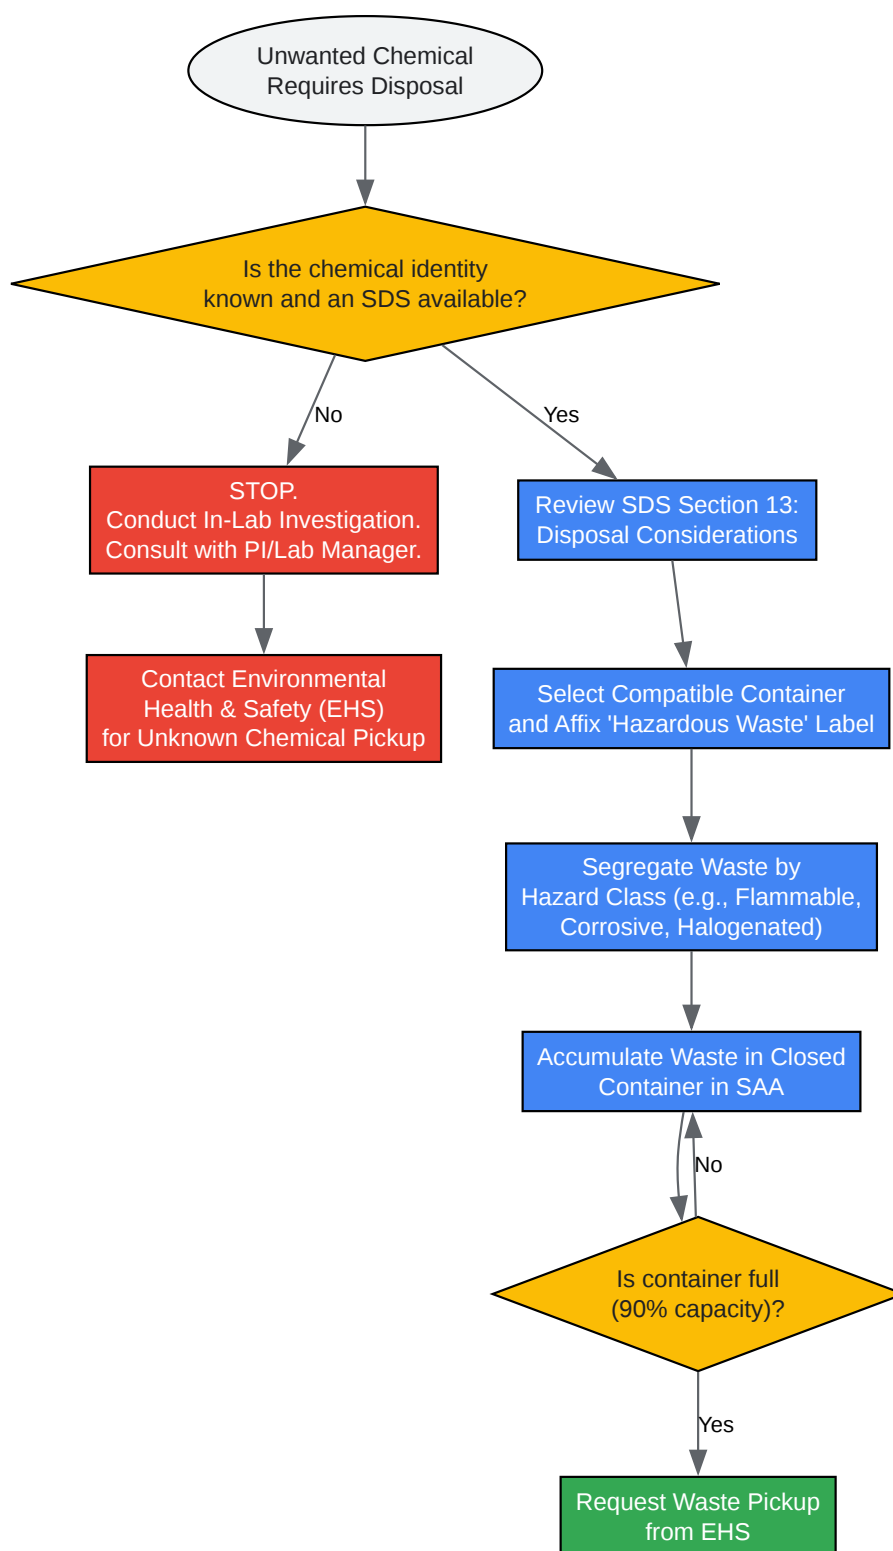 Unwanted Chemical
Requires Disposal
Is the chemical identity
known and an SDS available?
No
Yes
STOP.
Conduct In-Lab Investigation.
Consult with PI/Lab Manager.
Review SDS Section 13:
Disposal Considerations
Contact Environmental
Health & Safety (EHS)
for Unknown Chemical Pickup
Select Compatible Container
and Affix 'Hazardous Waste' Label
Segregate Waste by
Hazard Class (e.g., Flammable,
Corrosive, Halogenated)
Accumulate Waste in Closed
Container in SAA
No
Is container full
(90% capacity)?
Yes
Request Waste Pickup
from EHS